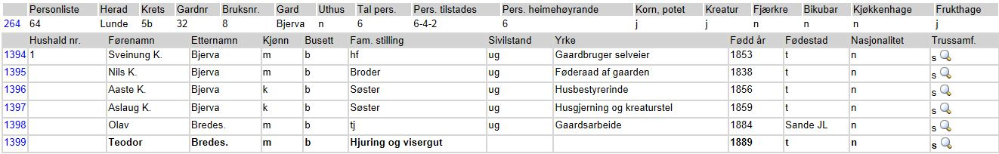 Personliste Herad Krets Gardnr Bruksnr. Gard Uthus Tal pers. Pers. tilstades Pers. heimehøyrande Korn, potet Kreatur Fjærkre Bikubar Kjøkkenhage Frukthage
264 64 Lunde 5b 32 8 Bjerva n 6 6-4-2 6 j j n n n j
Hushald nr. Førenamn Etternamn Kjønn Busett Fam. stilling Sivilstand Yrke Fødd år Fødestad Nasjonalitet Trussamf.
1394 1 Sveinung K. Bjerva m b hf ug Gaardbruger selveier 1853 t n s
1395 Nils K. Bjerva m b Broder ug Føderaad af gaarden 1838 t n s
1396 Aaste K. Bjerva k b Søster ug Husbestyrerinde 1856 t n s
1397 Aslaug K. Bjerva k b Søster ug Husgjerning og kreaturstel 1859 t n s
1398 Olav Bredes. m b tj ug Gaardsarbeide 1884 Sande JL n s
1399 Teodor Bredes. m b Hjuring og visergut 1889 t n s